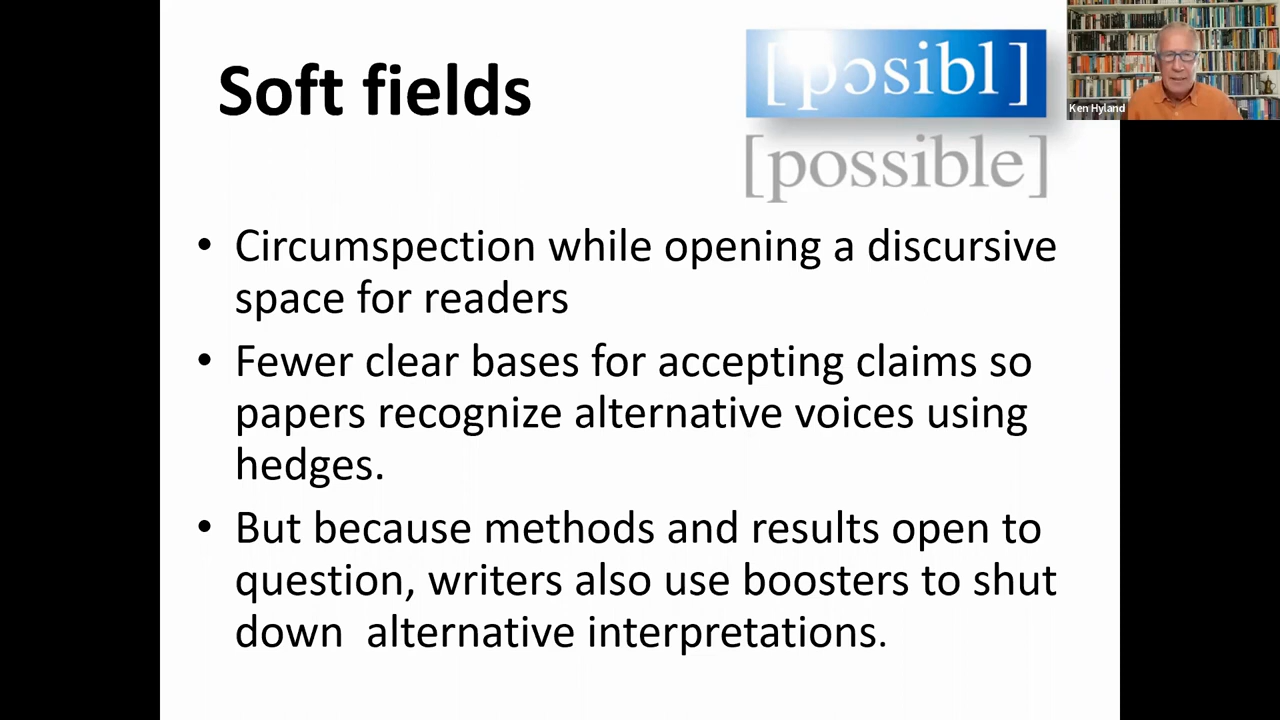 Soft fields
[pɔsibl]
[possible]
Ken Hyland
• Circumspection while opening a discursive
space for readers
• Fewer clear bases for accepting claims so
papers recognize alternative voices using
hedges.
• But because methods and results open to
question, writers also use boosters to shut
down  alternative interpretations.